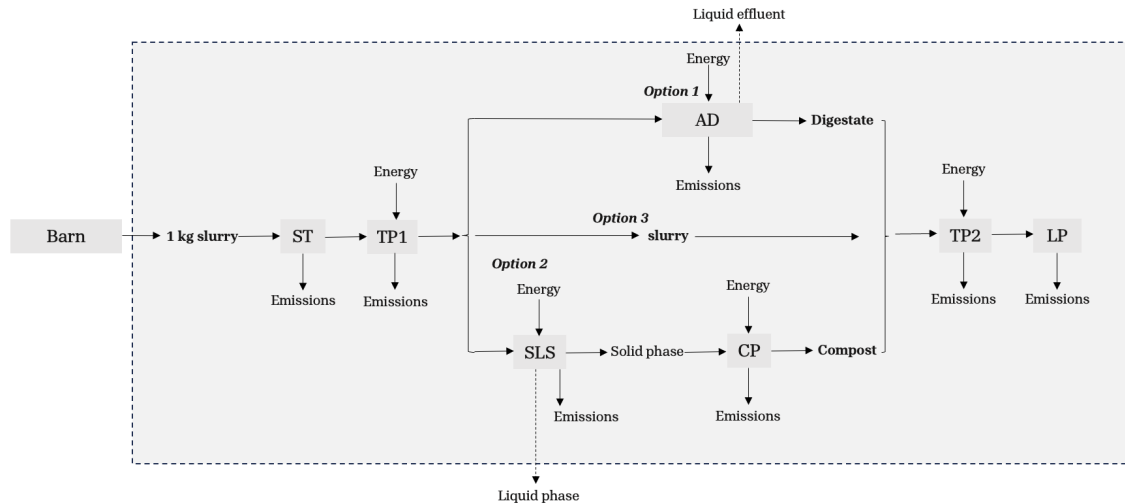 Liquid effluent
Energy
Option 1
AD
Digestate
Emissions
Energy
Energy
Barn
1 kg slurry
ST
TP1
Option 3
slurry
TP2
LP
Emissions
Emissions
Emissions
Emissions
Option 2
Energy
Energy
SLS
Solid phase
CP
Compost
Emissions
Emissions
Liquid phase